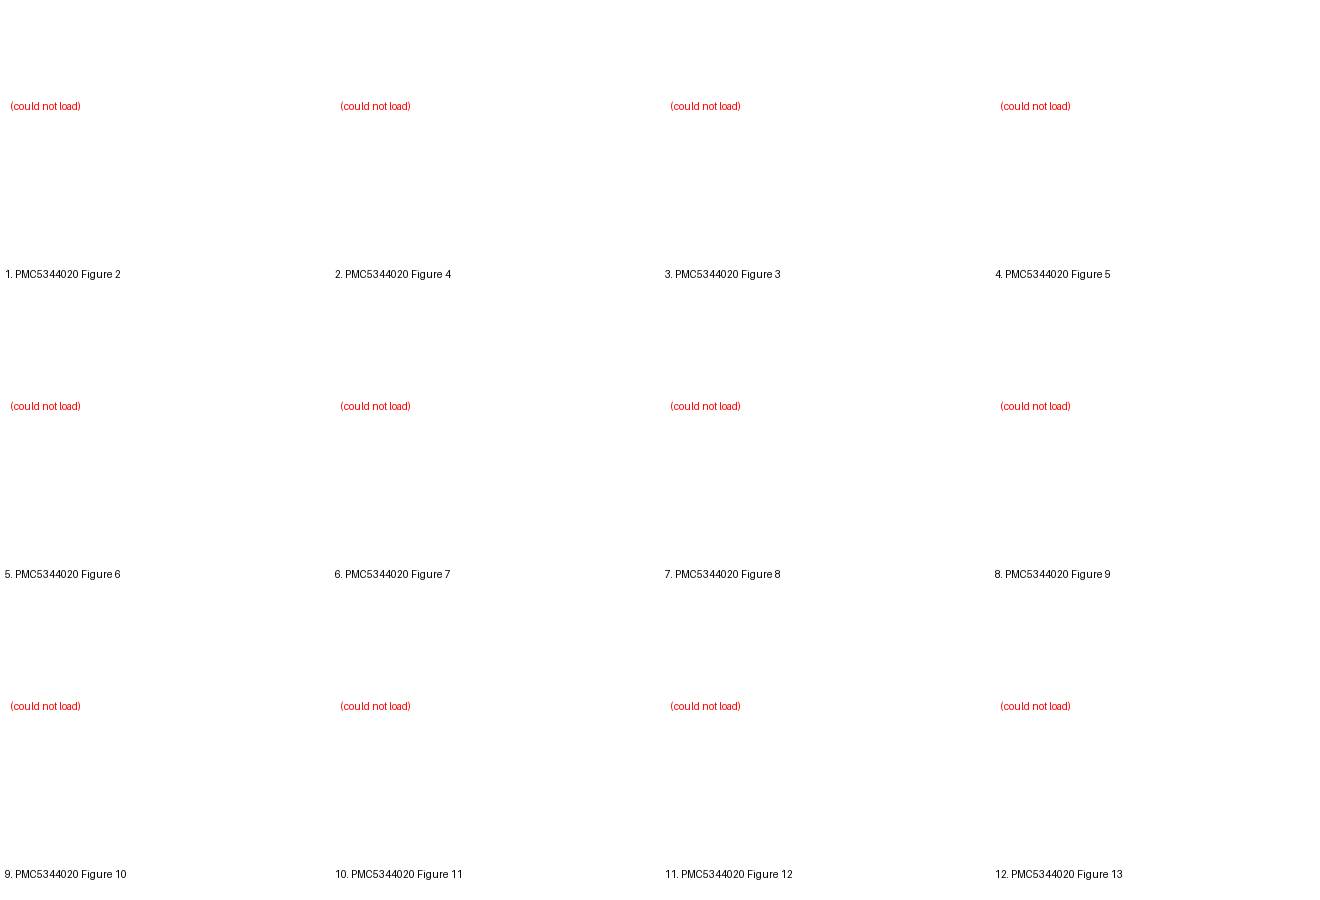 (could not load) (could not load) (could not load) (could not load)
1. PMC5344020 Figure 2 2. PMC5344020 Figure 4 3. PMC5344020 Figure 3 4. PMC5344020 Figure 5
(could not load) (could not load) (could not load) (could not load)
5. PMC5344020 Figure 6 6. PMC5344020 Figure 7 7. PMC5344020 Figure 8 8. PMC5344020 Figure 9
(could not load) (could not load) (could not load) (could not load)
9. PMC5344020 Figure 10 10. PMC5344020 Figure 11 11. PMC5344020 Figure 12 12. PMC5344020 Figure 13